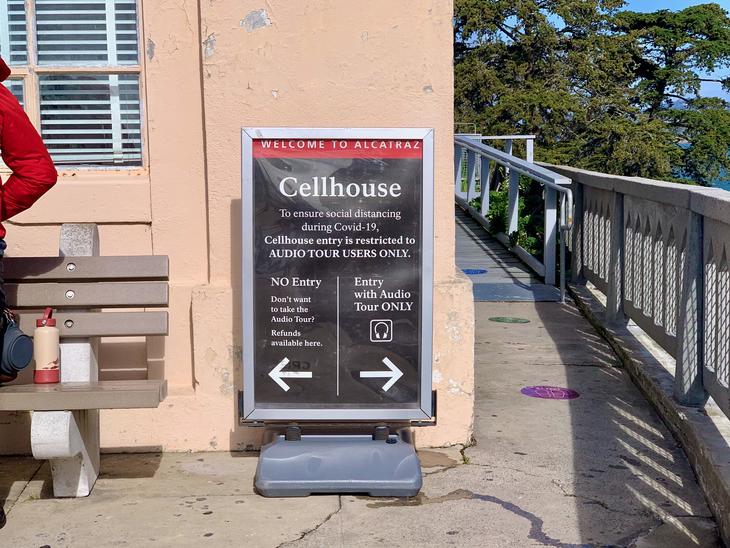 WELCOME TO ALCATRAZ
Cellhouse
To ensure social distancing
during Covid-19,
Cellhouse entry is restricted to
AUDIO TOUR USERS ONLY.
NO Entry
Don't want
to take the
Audio Tour?
Refunds
available here.
Entry
with Audio
Tour ONLY